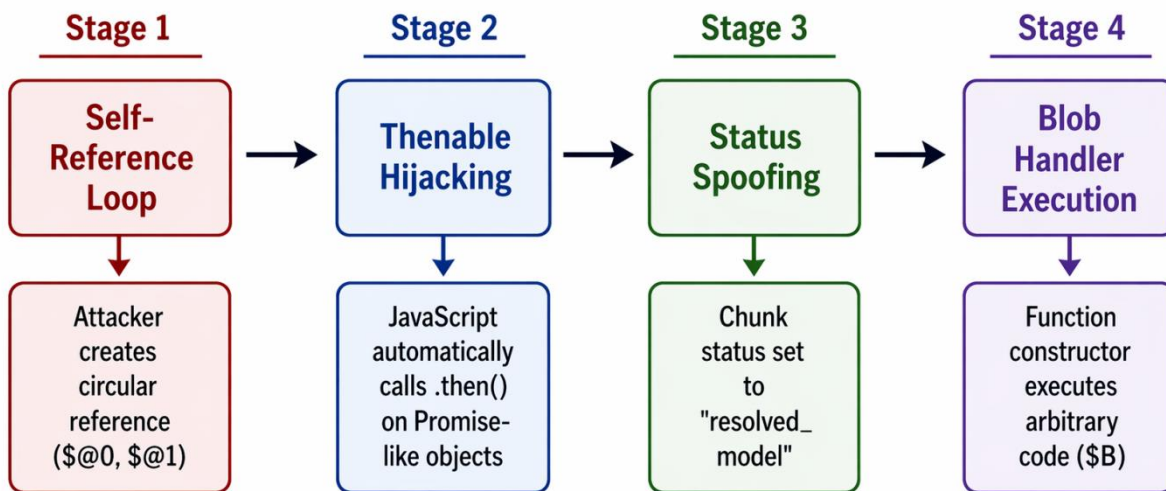 Stage 1
Stage 2
Stage 3
Stage 4
Self-
Reference
Loop
Thenable
Hijacking
Status
Spoofing
Blob
Handler
Execution
Attacker
creates
circular
reference
($@0, $@1)
JavaScript
automatically
calls .then()
on Promise-
like objects
Chunk
status set
to
"resolved_
model"
Function
constructor
executes
arbitrary
code ($B)